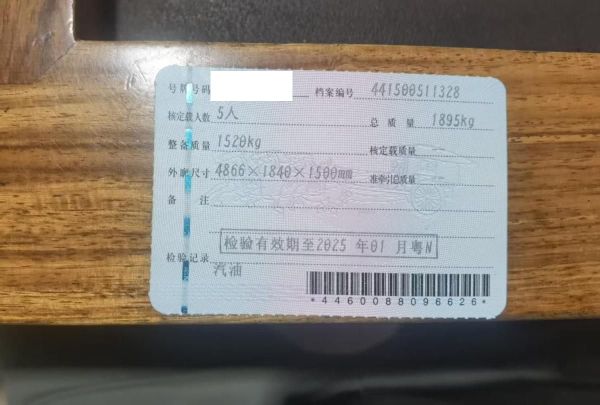 号牌号码 档案编号 441500511328
核定载人数 5人 总质量 1895kg
整备质量 1520kg 核定载质量
外廓尺寸 4866×1840×1500mm 准牵引总质量
备注
检验有效期至2025 年01 月粤N
检验记录
汽油
*4460088096626*